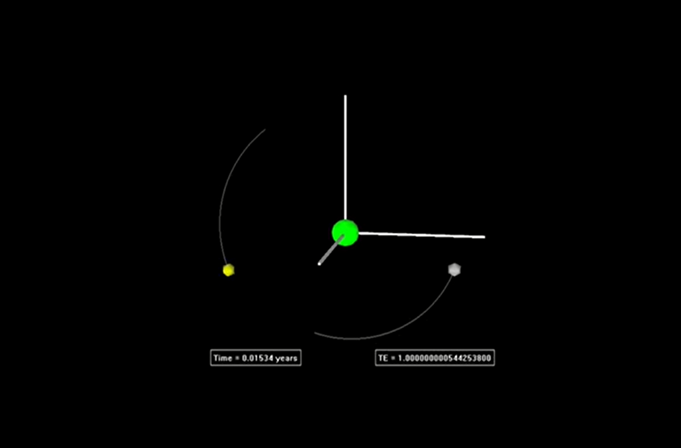 Time = 0.01534 years
TE = 1.000000000544253800